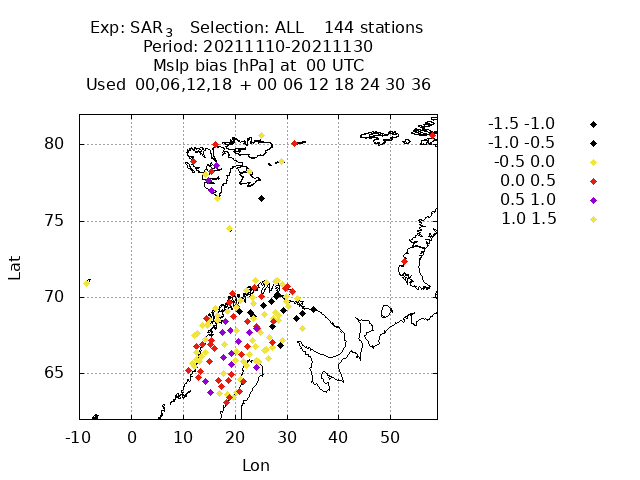 Exp: SAR3 Selection: ALL 144 stations
Period: 20211110-20211130
Mslp bias [hPa] at 00 UTC
Used 00,06,12,18 + 00 06 12 18 24 30 36
-1.5 -1.0
-1.0 -0.5
-0.5 0.0
0.0 0.5
0.5 1.0
1.0 1.5
80
75
70
65
Lat
-10 0 10 20 30 40 50
Lon